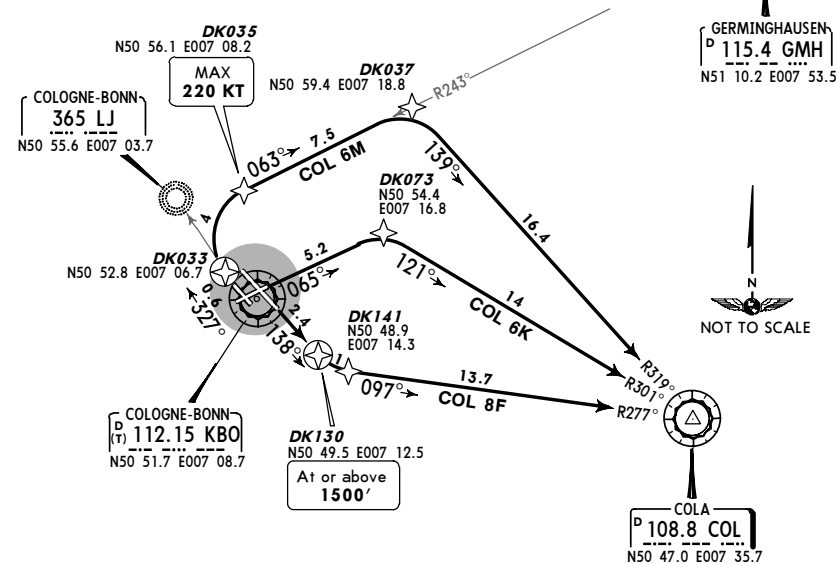 DK035
N50 56.1 E007 08.2
MAX
220 KT
DK037
N50 59.4 E007 18.8
R243°
GERMINGHAUSEN
D 115.4 GMH
N51 10.2 E007 53.5
COLOGNE-BONN
365 LJ
N50 55.6 E007 03.7
063°
7.5
COL 6M
139°
16.4
4
DK073
N50 54.4
E007 16.8
DK033
N50 52.8 E007 06.7
5.2
065°
121°
14
COL 6K
0.6
327°
2.4
138°
DK141
N50 48.9
E007 14.3
1
097°
13.7
COL 8F
R319°
R301°
R277°
N
NOT TO SCALE
COLOGNE-BONN
D
(T) 112.15 KBO
N50 51.7 E007 08.7
DK130
N50 49.5 E007 12.5
At or above
1500'
COLA
D 108.8 COL
N50 47.0 E007 35.7